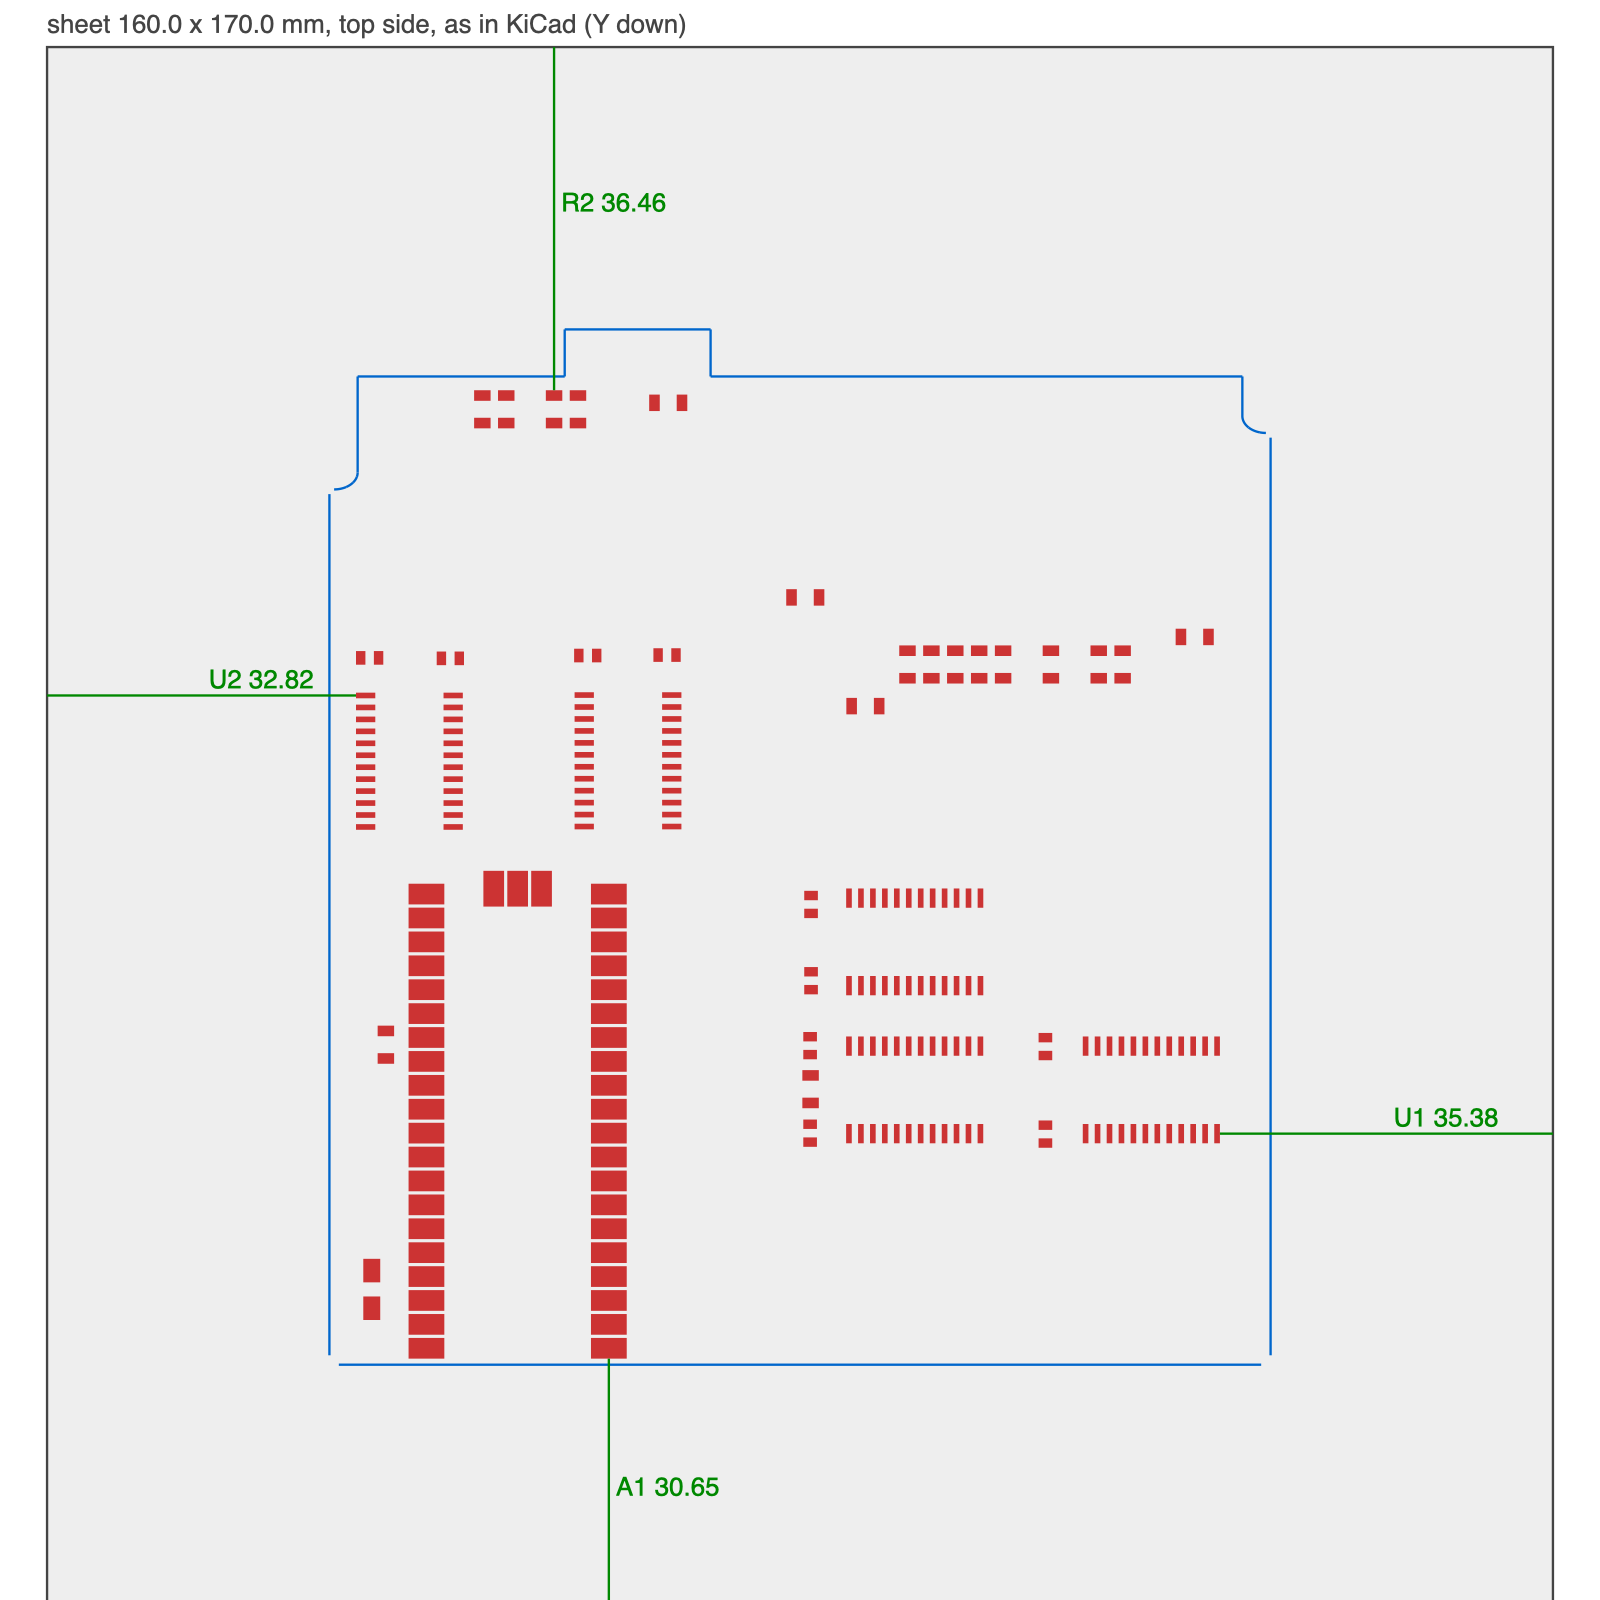 sheet 160.0 x 170.0 mm, top side, as in KiCad (Y down)
R2 36.46
U2 32.82
U1 35.38
A1 30.65